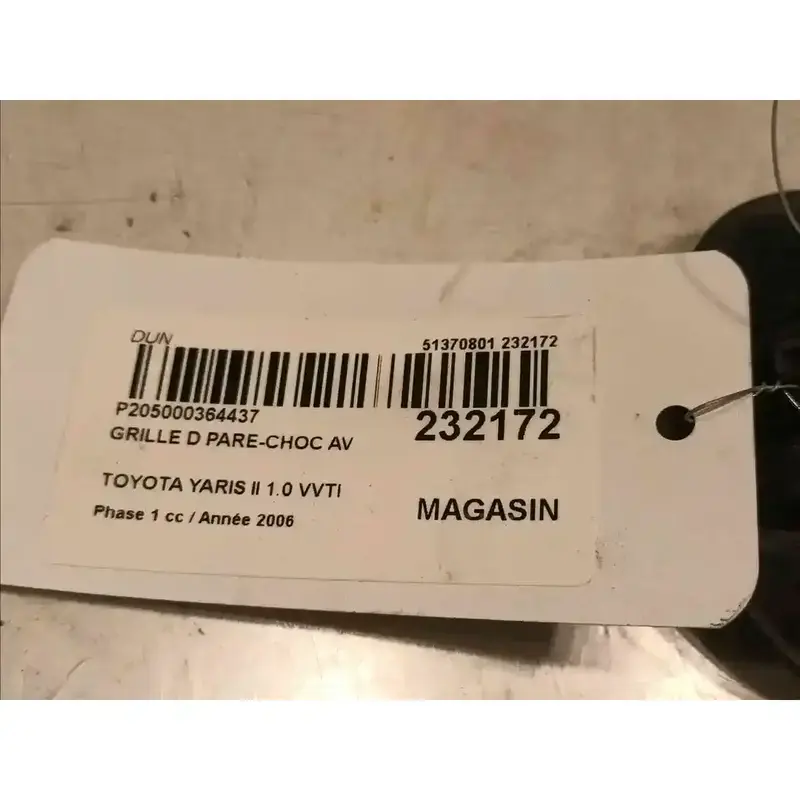 DUN
51370801 232172
P205000364437
232172
GRILLE D PARE-CHOC AV
TOYOTA YARIS II 1.0 VVTI
Phase 1 cc / Année 2006
MAGASIN